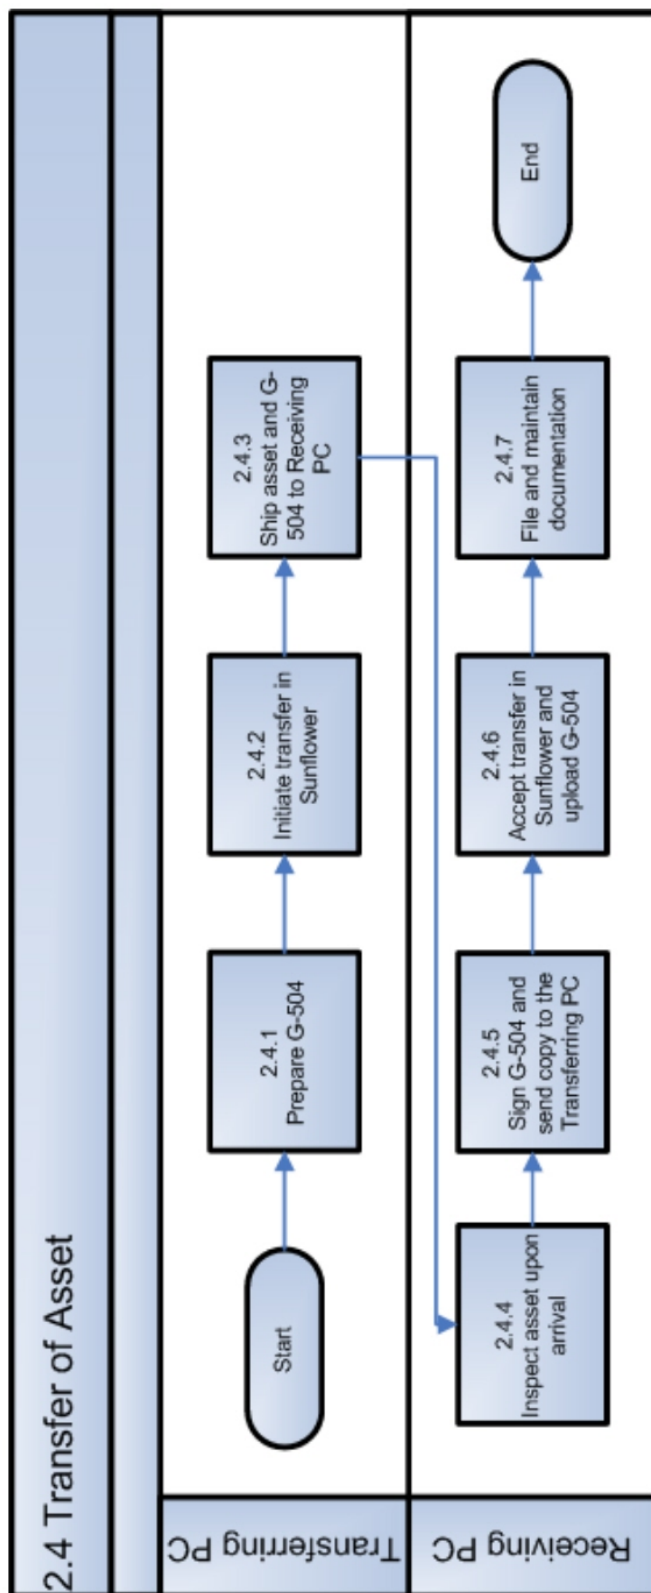 2.4 Transfer of Asset
Transferring PC
Start
2.4.1
Prepare G-504
2.4.2
Initiate transfer in
Sunflower
2.4.3
Ship asset and G-
504 to Receiving
PC
Receiving PC
2.4.4
Inspect asset upon
arrival
2.4.5
Sign G-504 and
send copy to the
Transferring PC
2.4.6
Accept transfer in
Sunflower and
upload G-504
2.4.7
File and maintain
documentation
End